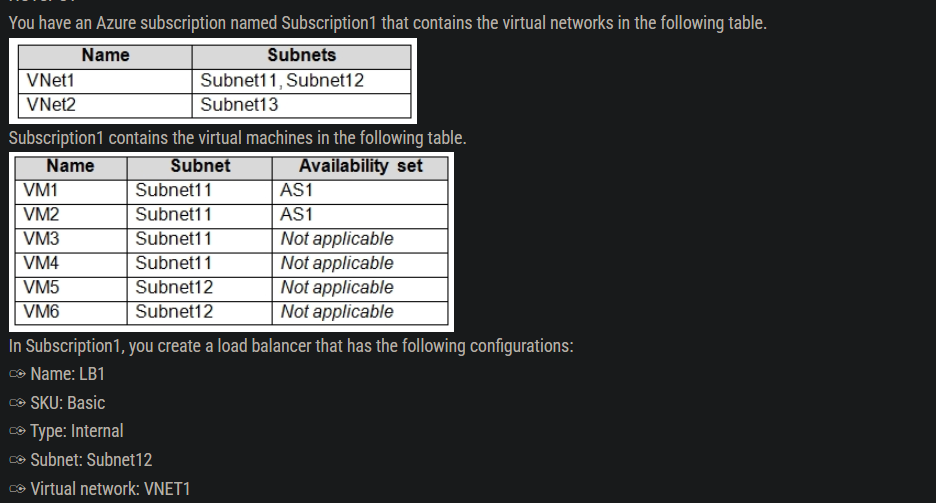 You have an Azure subscription named Subscription1 that contains the virtual networks in the following table.
Name Subnets
VNet1 Subnet11, Subnet12
VNet2 Subnet13
Subscription1 contains the virtual machines in the following table.
Name Subnet Availability set
VM1 Subnet11 AS1
VM2 Subnet11 AS1
VM3 Subnet11 Not applicable
VM4 Subnet11 Not applicable
VM5 Subnet12 Not applicable
VM6 Subnet12 Not applicable
In Subscription1, you create a load balancer that has the following configurations:
Name: LB1
SKU: Basic
Type: Internal
Subnet: Subnet12
Virtual network: VNET1